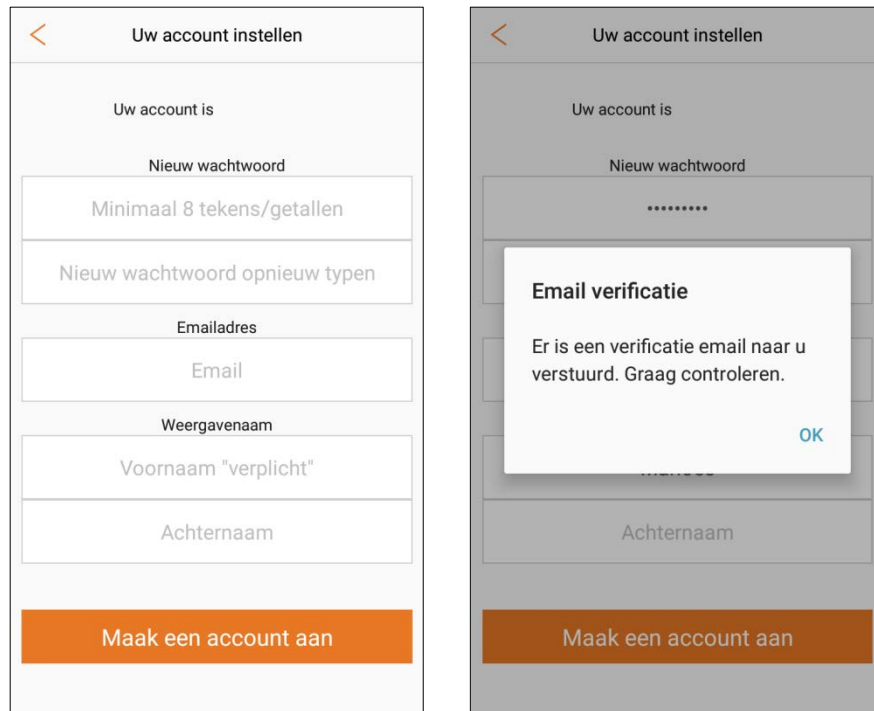 Uw account instellen
Uw account is
Nieuw wachtwoord
Minimaal 8 tekens/getallen
Nieuw wachtwoord opnieuw typen
Emailadres
Email
Weergavenaam
Voornaam "verplicht"
Achternaam
Maak een account aan
Uw account instellen
Uw account is
Nieuw wachtwoord
•••••••••
Email verificatie
Er is een verificatie email naar u
verstuurd. Graag controleren.
OK
Achternaam
Maak een account aan